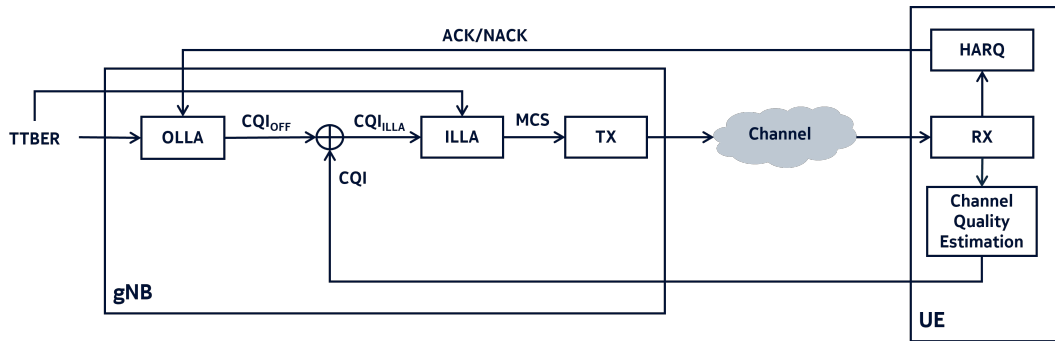 ACK/NACK
HARQ
TTBER
OLLA
CQI_OFF
CQI_ILLA
ILLA
MCS
TX
Channel
RX
CQI
Channel
Quality
Estimation
gNB
UE